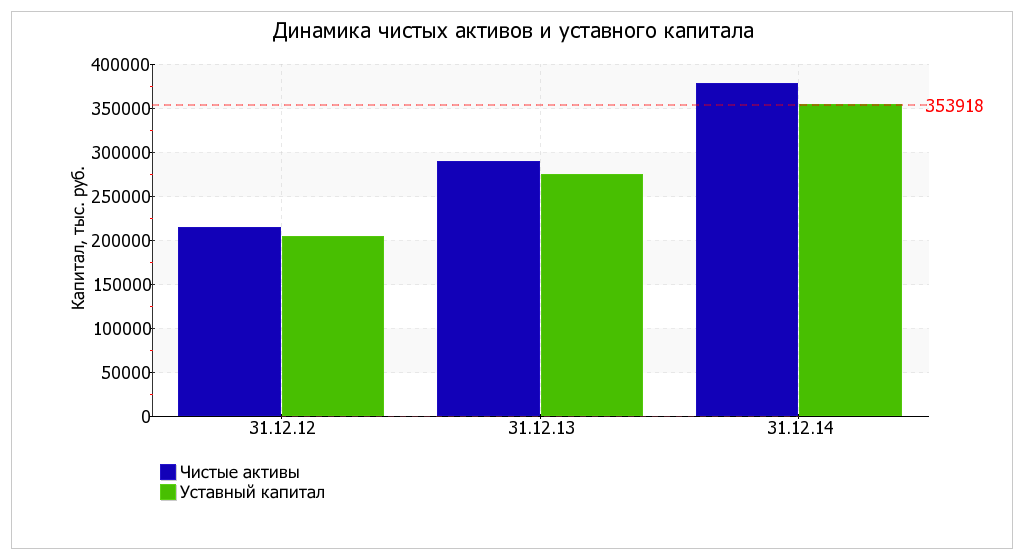 Динамика чистых активов и уставного капитала
400000
350000
353918
300000
250000
200000
150000
100000
50000
0
Капитал, тыс. руб.
31.12.12 31.12.13 31.12.14
Чистые активы
Уставный капитал